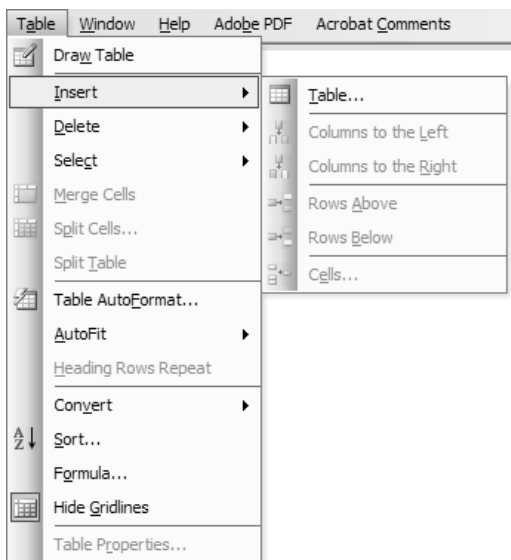 Table Window Help Adobe PDF Acrobat Comments
Draw Table
Insert
Delete
Select
Merge Cells
Split Cells...
Split Table
Table AutoFormat...
AutoFit
Heading Rows Repeat
Convert
Sort...
Formula...
Hide Gridlines
Table Properties...
Table...
Columns to the Left
Columns to the Right
Rows Above
Rows Below
Cells...